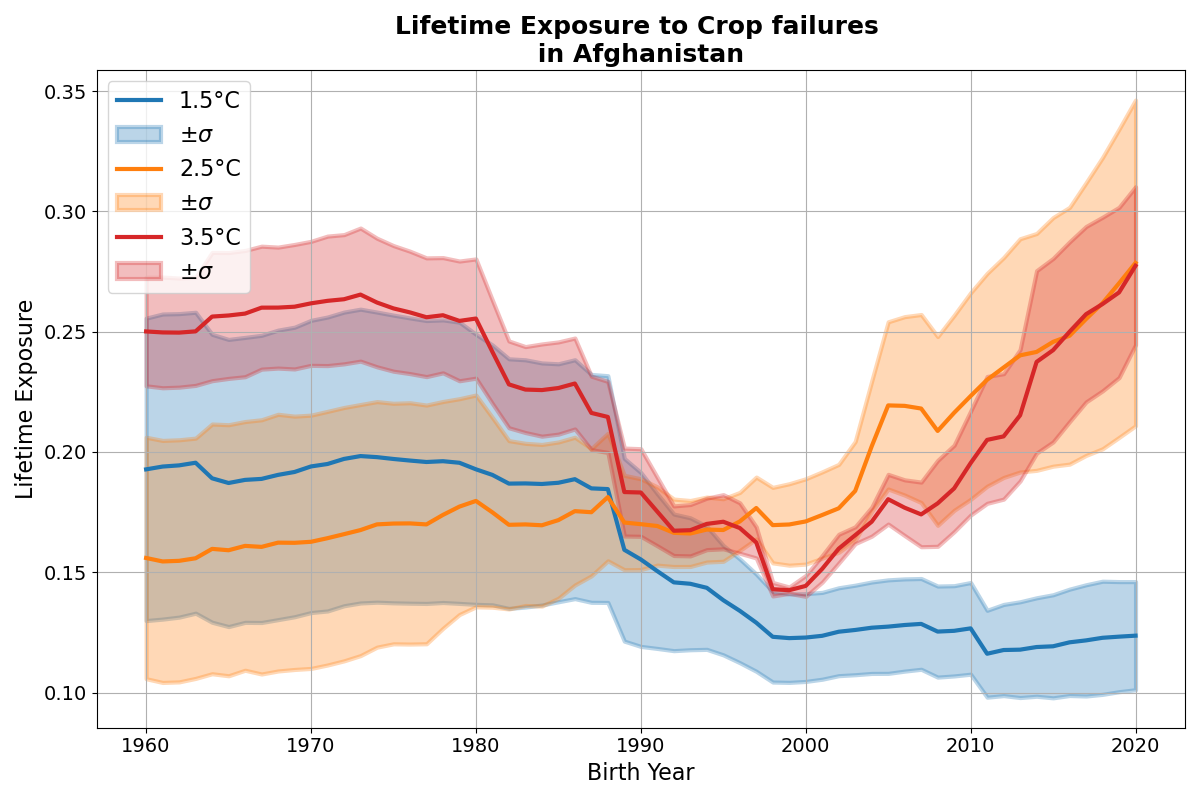 Lifetime Exposure to Crop failures
in Afghanistan
1.5°C
±σ
2.5°C
±σ
3.5°C
±σ
Lifetime Exposure
0.35
0.30
0.25
0.20
0.15
0.10
1960 1970 1980 1990 2000 2010 2020
Birth Year